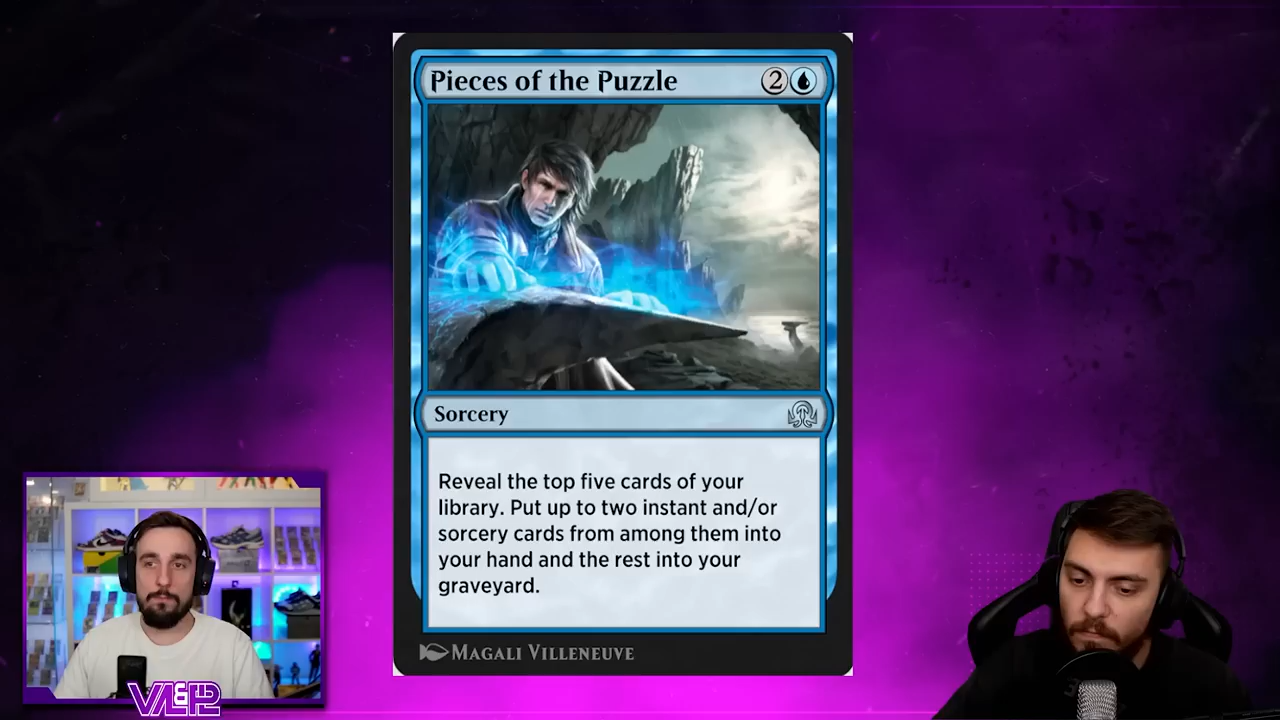 Pieces of the Puzzle
2
Sorcery
Reveal the top five cards of your
library. Put up to two instant and/or
sorcery cards from among them into
your hand and the rest into your
graveyard.
MAGALI VILLENEUVE